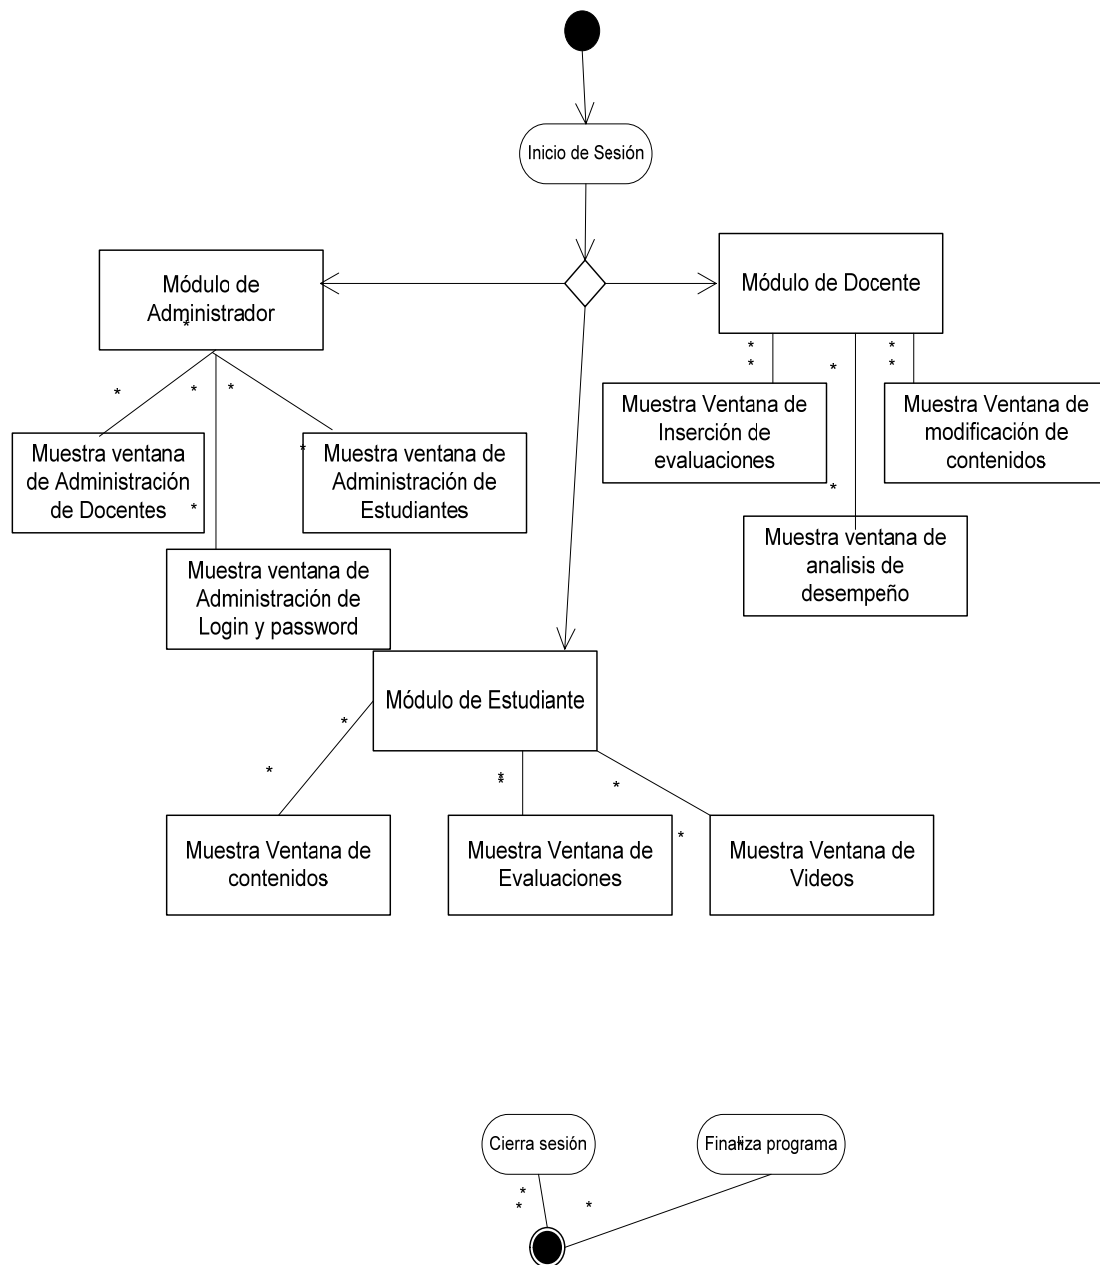 Inicio de Sesión
Módulo de
Administrador
*
Módulo de Docente
*
*
*
*
*
*
*
*
*
*
Muestra ventana
de Administración
de Docentes
*
*
Muestra ventana de
Administración de
Estudiantes
Muestra ventana de
Administración de
Login y password
Muestra Ventana de
Inserción de
evaluaciones
Muestra Ventana de
modificación de
contenidos
*
Muestra ventana de
analisis de
desempeño
Módulo de Estudiante
*
*
*
*
*
*
Muestra Ventana de
contenidos
Muestra Ventana de
Evaluaciones
Muestra Ventana de
Videos
Cierra sesión
Finaliza programa
*
*
*
*